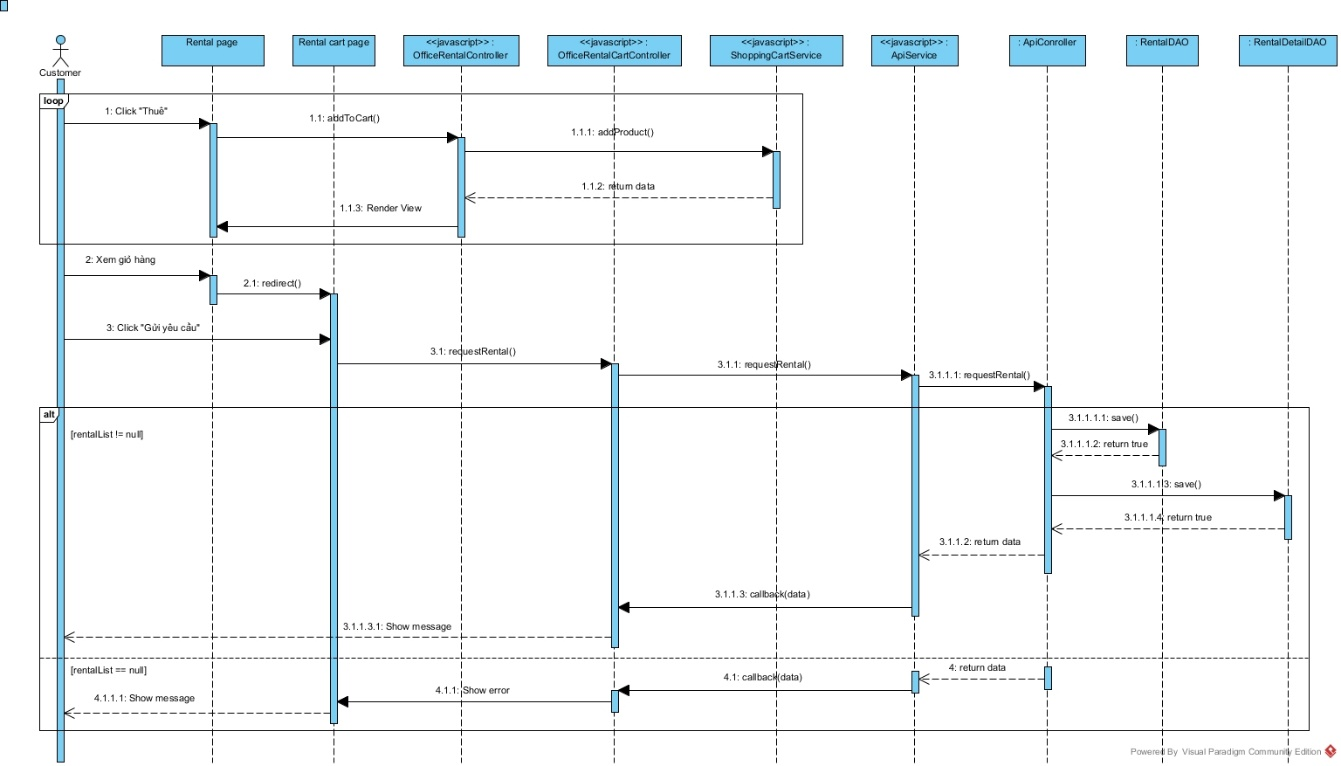 Customer
Rental page
Rental cart page
<<javascript>> :
OfficeRentalController
<<javascript>> :
OfficeRentalCartController
<<javascript>> :
ShoppingCartService
<<javascript>> :
ApiService
: ApiConroller
: RentalDAO
: RentalDetailDAO
loop
1: Click "Thuê"
1.1: addToCart()
1.1.1: addProduct()
1.1.2: return data
1.1.3: Render View
2: Xem giỏ hàng
2.1: redirect()
3: Click "Gửi yêu cầu"
3.1: requestRental()
3.1.1: requestRental()
3.1.1.1: requestRental()
alt
[rentalList != null]
3.1.1.1.1: save()
3.1.1.1.2: return true
3.1.1.1.3: save()
3.1.1.1.4: return true
3.1.1.2: return data
3.1.1.3: callback(data)
3.1.1.3.1: Show message
[rentalList == null]
4: return data
4.1: callback(data)
4.1.1: Show error
4.1.1.1: Show message
Powered By Visual Paradigm Community Edition